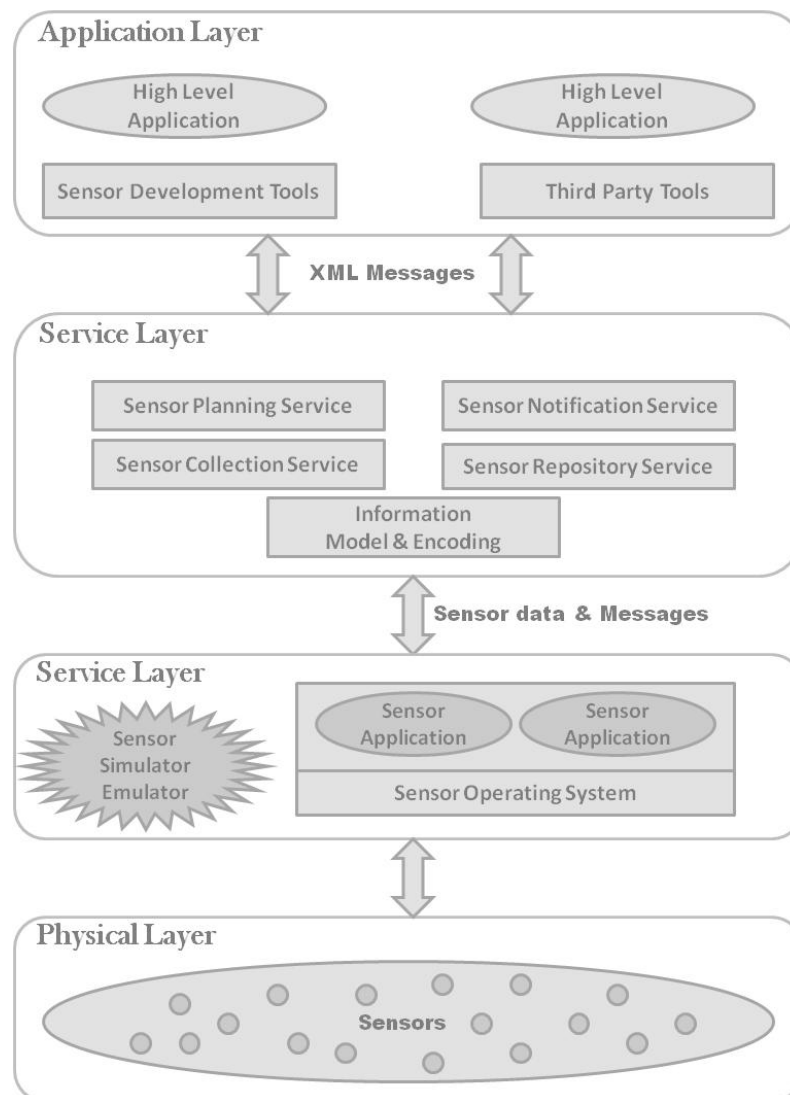 Application Layer
High Level
Application
High Level
Application
Sensor Development Tools
Third Party Tools
XML Messages
Service Layer
Sensor Planning Service
Sensor Notification Service
Sensor Collection Service
Sensor Repository Service
Information
Model & Encoding
Sensor data & Messages
Service Layer
Sensor
Simulator
Emulator
Sensor
Application
Sensor
Application
Sensor Operating System
Physical Layer
Sensors